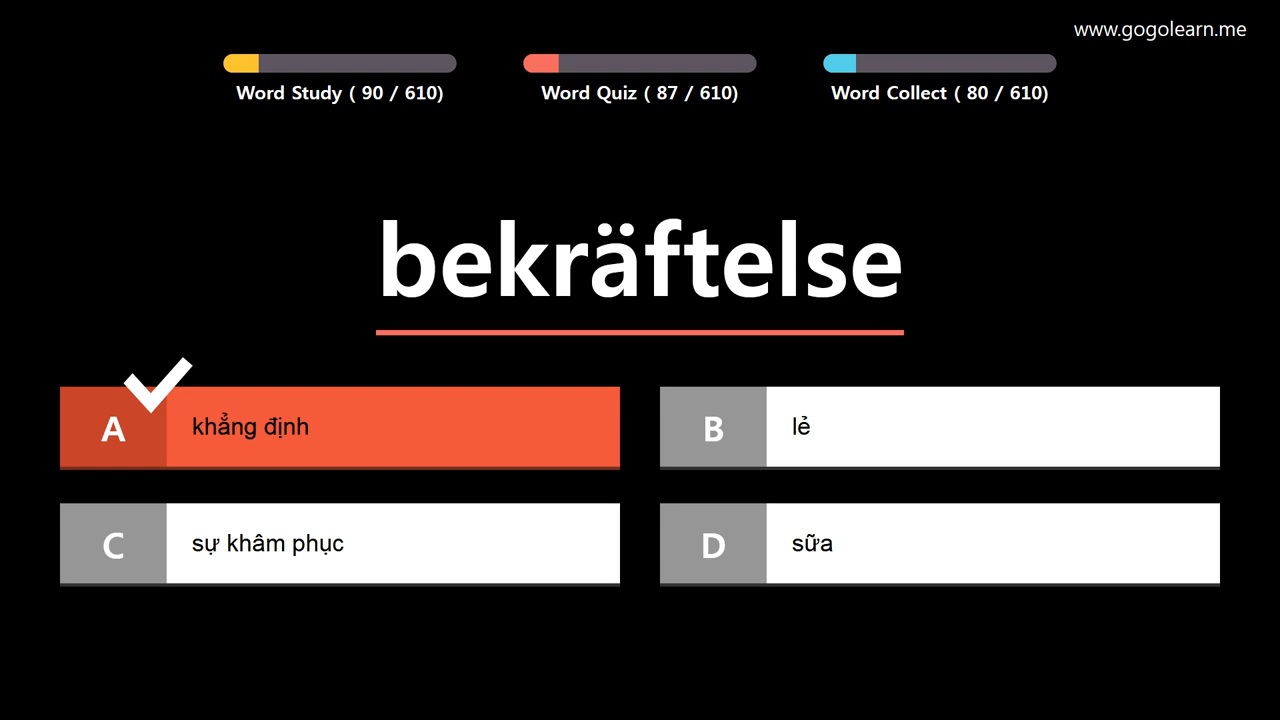 www.gogolearn.me
Word Study ( 90 / 610)
Word Quiz ( 87 / 610)
Word Collect ( 80 / 610)
bekräftelse
A khẳng định
B lẻ
C sự khâm phục
D sữa